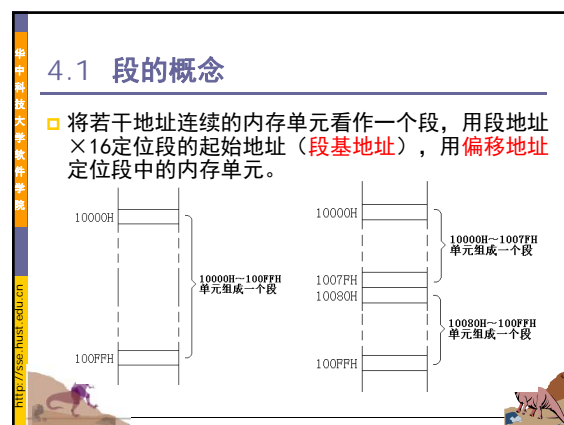 华中科技大学软件学院
http://sse.hust.edu.cn
4.1 段的概念
将若干地址连续的内存单元看作一个段，用段地址
×16定位段的起始地址（段基地址），用偏移地址
定位段中的内存单元。
10000H
10000H～100FFH
单元组成一个段
100FFH
10000H
10000H～1007FH
单元组成一个段
1007FH
10080H
10080H～100FFH
单元组成一个段
100FFH